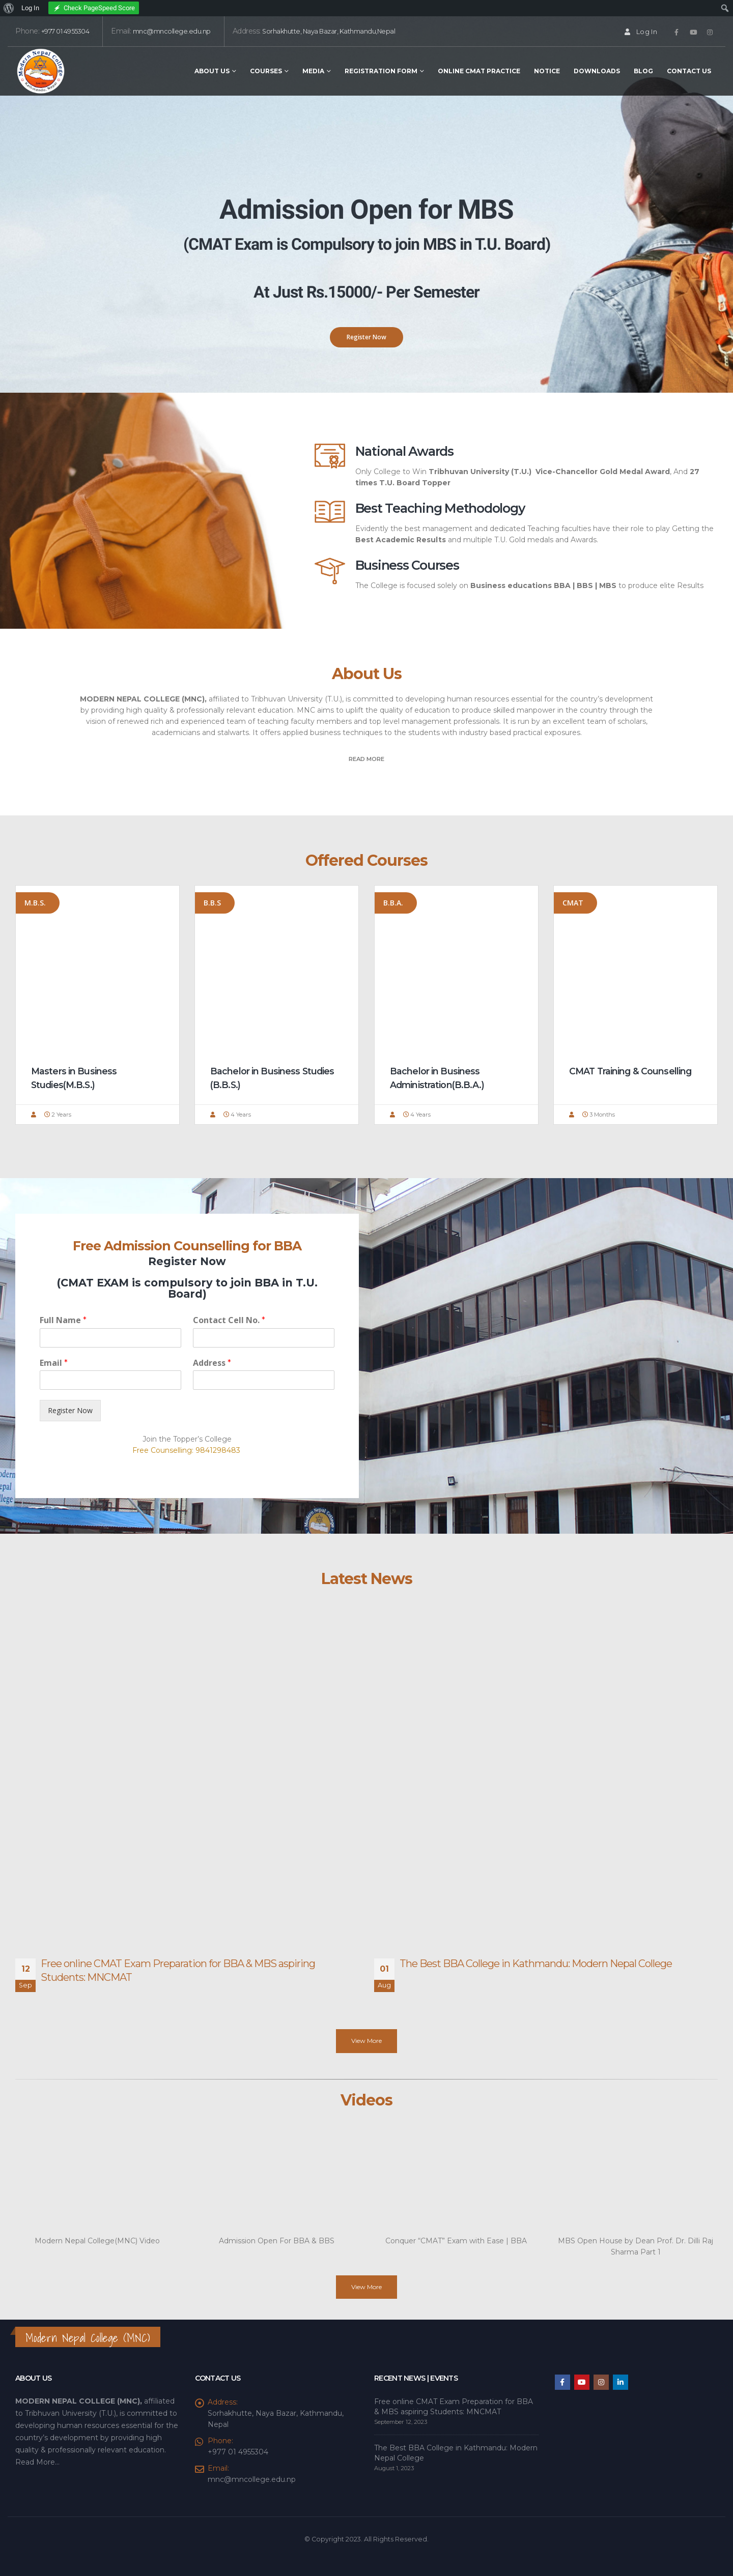 Log In
Check PageSpeed Score
Phone: +977 01 4955304
Email: mnc@mncollege.edu.np
Address: Sorhakhutte, Naya Bazar, Kathmandu,Nepal
Log In
ABOUT US
COURSES
MEDIA
REGISTRATION FORM
ONLINE CMAT PRACTICE
NOTICE
DOWNLOADS
BLOG
CONTACT US
Admission Open for MBS
(CMAT Exam is Compulsory to join MBS in T.U. Board)
At Just Rs.15000/- Per Semester
Register Now
National Awards
Only College to Win Tribhuvan University (T.U.) Vice-Chancellor Gold Medal Award, And 27
times T.U. Board Topper
Best Teaching Methodology
Evidently the best management and dedicated Teaching faculties have their role to play Getting the
Best Academic Results and multiple T.U. Gold medals and Awards.
Business Courses
The College is focused solely on Business educations BBA | BBS | MBS to produce elite Results
About Us
MODERN NEPAL COLLEGE (MNC), affiliated to Tribhuvan University (T.U.), is committed to developing human resources essential for the country's development
by providing high quality & professionally relevant education. MNC aims to uplift the quality of education to produce skilled manpower in the country through the
vision of renewed rich and experienced team of teaching faculty members and top level management professionals. It is run by an excellent team of scholars,
academicians and stalwarts. It offers applied business techniques to the students with industry based practical exposures.
READ MORE
Offered Courses
M.B.S.
Masters in Business
Studies(M.B.S.)
2 Years
B.B.S
Bachelor in Business Studies
(B.B.S.)
4 Years
B.B.A.
Bachelor in Business
Administration(B.B.A.)
4 Years
CMAT
CMAT Training & Counselling
3 Months
Free Admission Counselling for BBA
Register Now
(CMAT EXAM is compulsory to join BBA in T.U.
Board)
Full Name *
Contact Cell No. *
Email *
Address *
Register Now
Join the Topper's College
Free Counselling: 9841298483
Latest News
12
Sep
Free online CMAT Exam Preparation for BBA & MBS aspiring
Students: MNCMAT
01
Aug
The Best BBA College in Kathmandu: Modern Nepal College
View More
Videos
Modern Nepal College(MNC) Video
Admission Open For BBA & BBS
Conquer "CMAT" Exam with Ease | BBA
MBS Open House by Dean Prof. Dr. Dilli Raj
Sharma Part 1
View More
Modern Nepal College (MNC)
ABOUT US
MODERN NEPAL COLLEGE (MNC), affiliated
to Tribhuvan University (T.U.), is committed to
developing human resources essential for the
country's development by providing high
quality & professionally relevant education.
Read More...
CONTACT US
Address:
Sorhakhutte, Naya Bazar, Kathmandu,
Nepal
Phone:
+977 01 4955304
Email:
mnc@mncollege.edu.np
RECENT NEWS | EVENTS
Free online CMAT Exam Preparation for BBA
& MBS aspiring Students: MNCMAT
September 12, 2023
The Best BBA College in Kathmandu: Modern
Nepal College
August 1, 2023
© Copyright 2023. All Rights Reserved.